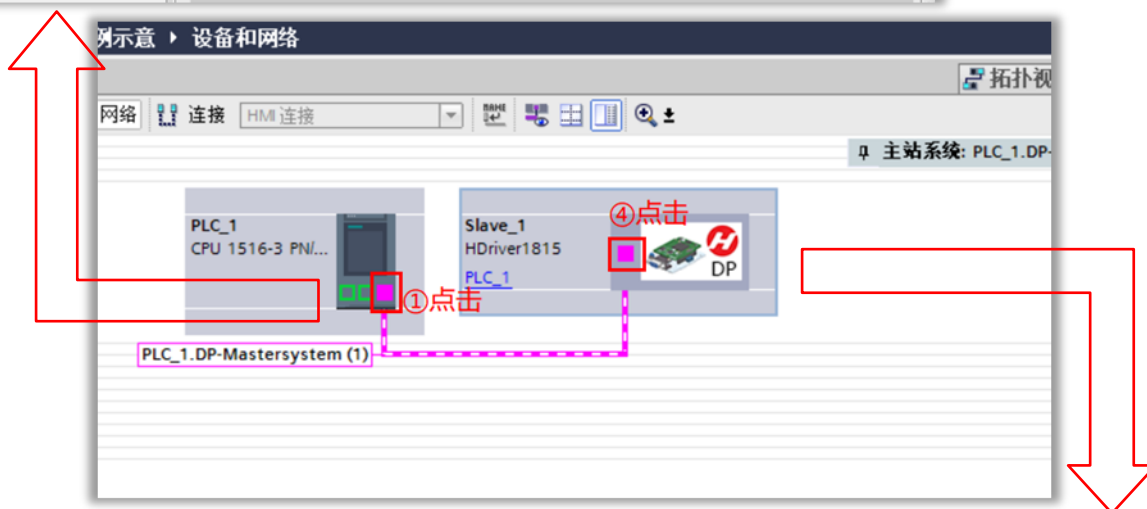 例示意 ▸ 设备和网络
拓扑视
网络 连接 HMI 连接
主站系统: PLC_1.DP-
PLC_1
CPU 1516-3 PN/...
Slave_1
HDriver1815
PLC_1
④点击
DP
①点击
PLC_1.DP-Mastersystem (1)